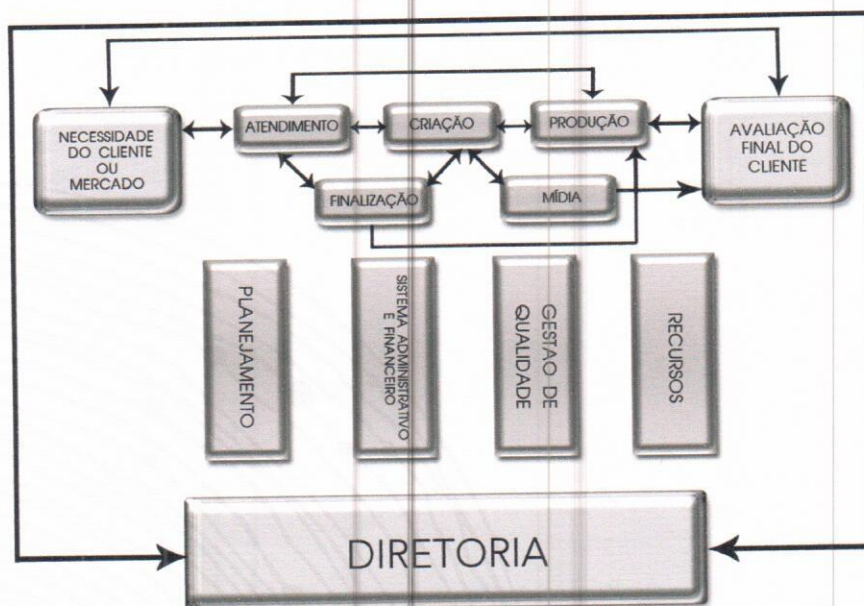 NECESSIDADE
DO CLIENTE
OU
MERCADO
ATENDIMENTO
CRIAÇÃO
PRODUÇÃO
AVALIAÇÃO
FINAL DO
CLIENTE
FINALIZAÇÃO
MÍDIA
PLANEJAMENTO
SISTEMA ADMINISTRATIVO
E FINANCEIRO
GESTAO DE
QUALIDADE
RECURSOS
DIRETORIA